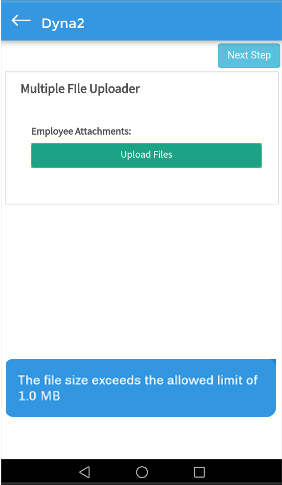 Dyna2
Next Step
Multiple File Uploader
Employee Attachments:
Upload Files
The file size exceeds the allowed limit of
1.0 MB